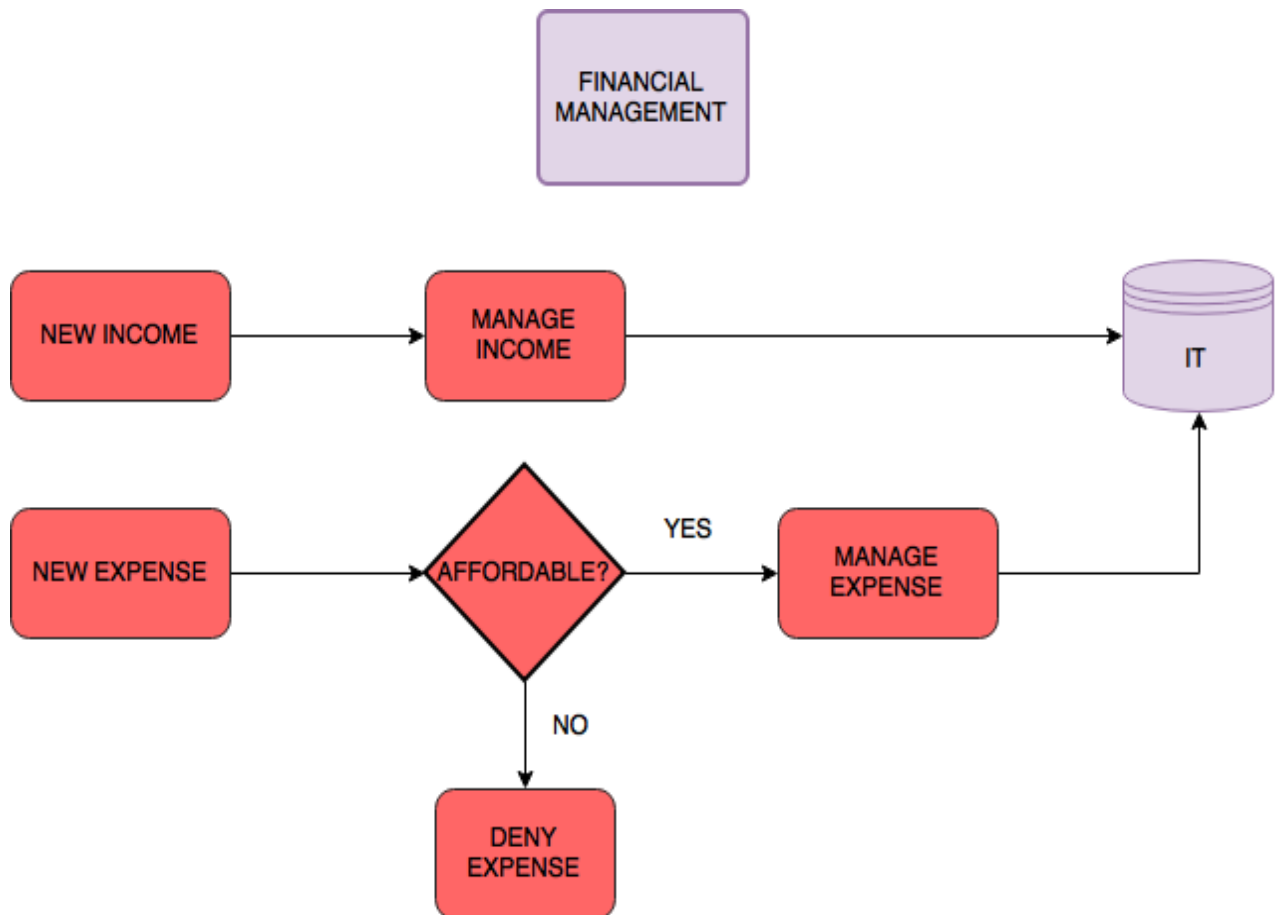 FINANCIAL
MANAGEMENT
NEW INCOME
MANAGE
INCOME
IT
NEW EXPENSE
AFFORDABLE?
YES
MANAGE
EXPENSE
NO
DENY
EXPENSE